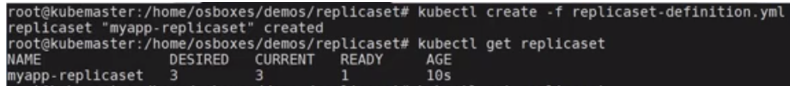 root@kubemaster:/home/osboxes/demos/replicaset# kubectl create -f replicaset-definition.yml
replicaset "myapp-replicaset" created
root@kubemaster:/home/osboxes/demos/replicaset# kubectl get replicaset
NAME DESIRED CURRENT READY AGE
myapp-replicaset 3 3 1 10s